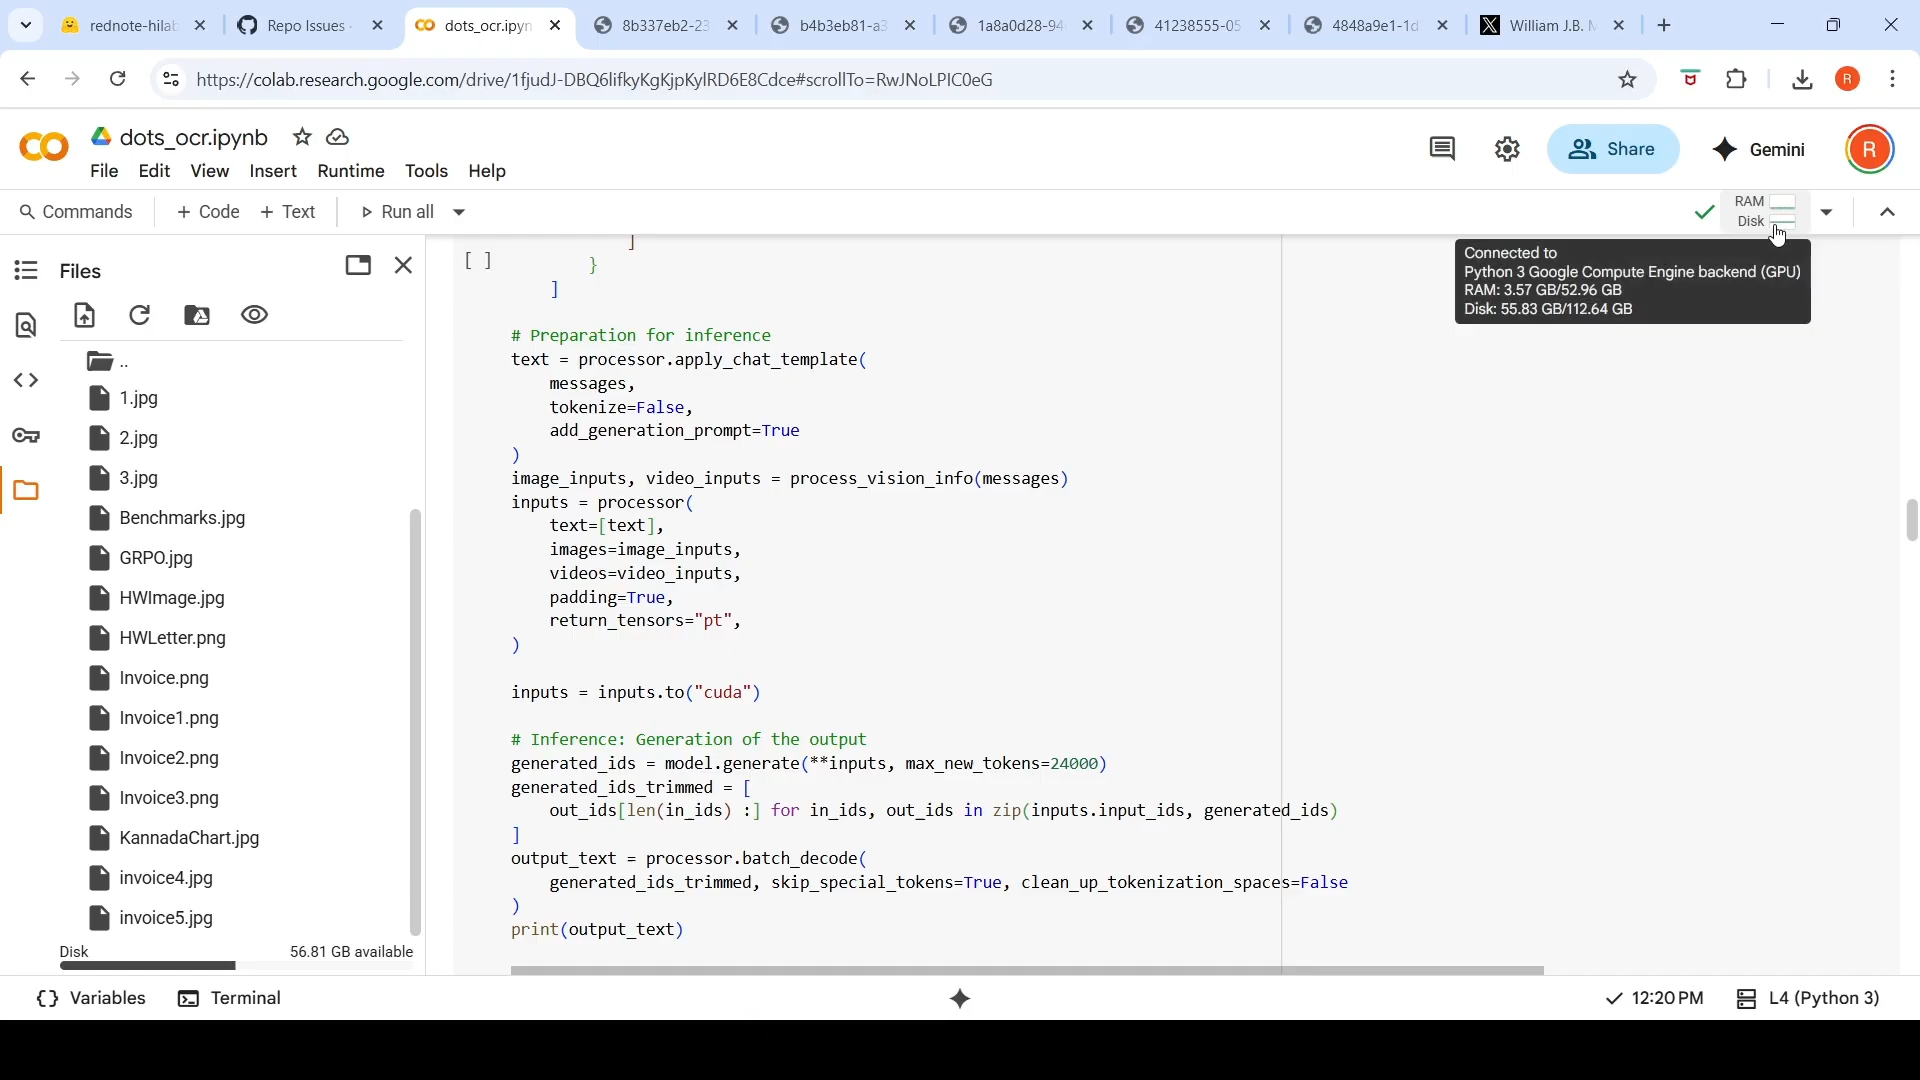 rednote-hilab
Repo Issues
dots_ocr.ipyn
8b337eb2-23
b4b3eb81-a3
1a8a0d28-94
41238555-05
4848a9e1-1d
William J.B. M
https://colab.research.google.com/drive/1fjudJ-DBQ6lifkyKgKjpKylRD6E8Cdce#scrollTo=RwJNoLPIC0eG
R
dots_ocr.ipynb
File Edit View Insert Runtime Tools Help
Share
Gemini
R
Commands
+ Code
+ Text
Run all
RAM
Disk
Connected to
Python 3 Google Compute Engine backend (GPU)
RAM: 3.57 GB/52.96 GB
Disk: 55.83 GB/112.64 GB
Files
..
1.jpg
2.jpg
3.jpg
Benchmarks.jpg
GRPO.jpg
HWImage.jpg
HWLetter.png
Invoice.png
Invoice1.png
Invoice2.png
Invoice3.png
KannadaChart.jpg
invoice4.jpg
invoice5.jpg
Disk 56.81 GB available
]
[ ] }
]
# Preparation for inference
text = processor.apply_chat_template(
messages,
tokenize=False,
add_generation_prompt=True
)
image_inputs, video_inputs = process_vision_info(messages)
inputs = processor(
text=[text],
images=image_inputs,
videos=video_inputs,
padding=True,
return_tensors="pt",
)
inputs = inputs.to("cuda")
# Inference: Generation of the output
generated_ids = model.generate(**inputs, max_new_tokens=24000)
generated_ids_trimmed = [
out_ids[len(in_ids) :] for in_ids, out_ids in zip(inputs.input_ids, generated_ids)
]
output_text = processor.batch_decode(
generated_ids_trimmed, skip_special_tokens=True, clean_up_tokenization_spaces=False
)
print(output_text)
{} Variables
Terminal
12:20 PM
L4 (Python 3)